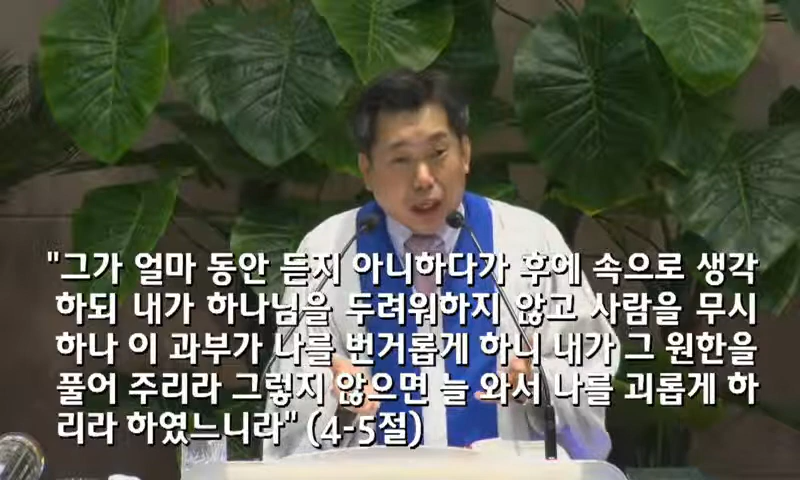 "그가 얼마 동안 듣지 아니하다가 후에 속으로 생각
하되 내가 하나님을 두려워하지 않고 사람을 무시
하나 이 과부가 나를 번거롭게 하니 내가 그 원한을
풀어 주리라 그렇지 않으면 늘 와서 나를 괴롭게 하
리라 하였느니라" (4-5절)